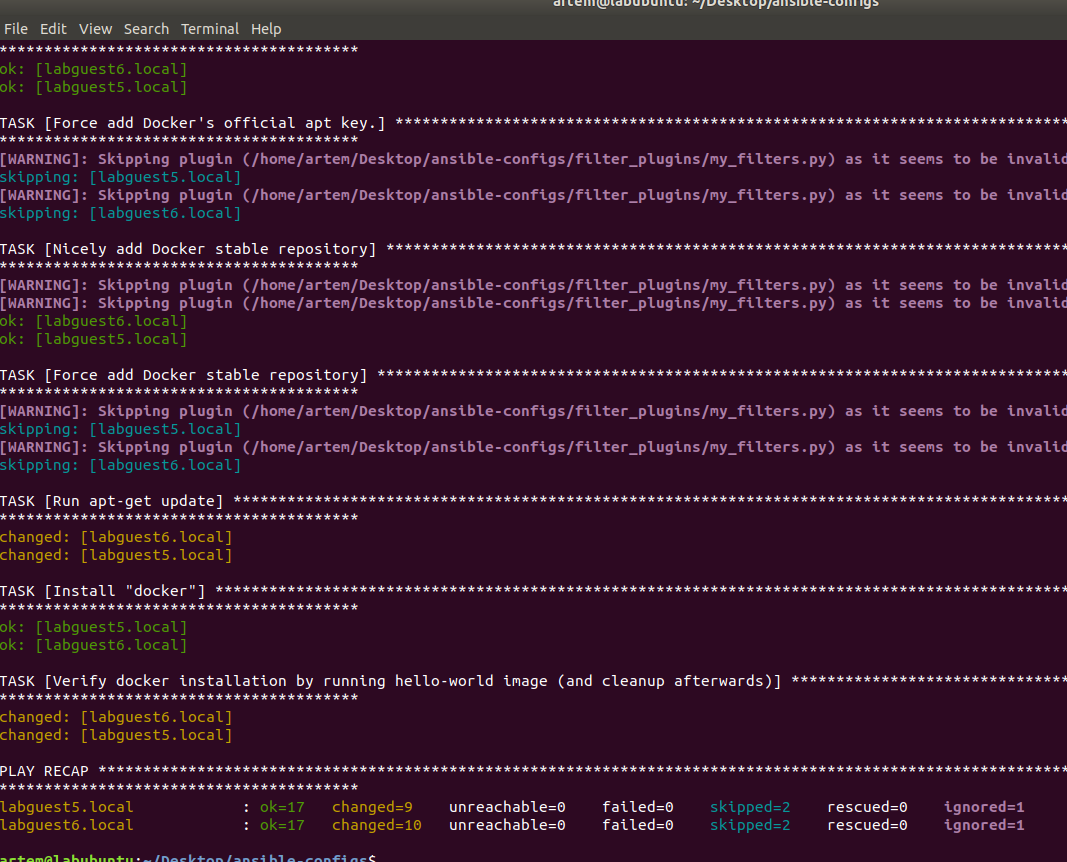 artem@labubuntu: ~/Desktop/ansible-configs
File Edit View Search Terminal Help
****************************************
ok: [labguest6.local]
ok: [labguest5.local]
TASK [Force add Docker's official apt key.] ***************************************************************************
****************************************
[WARNING]: Skipping plugin (/home/artem/Desktop/ansible-configs/filter_plugins/my_filters.py) as it seems to be invalid
skipping: [labguest5.local]
[WARNING]: Skipping plugin (/home/artem/Desktop/ansible-configs/filter_plugins/my_filters.py) as it seems to be invalid
skipping: [labguest6.local]
TASK [Nicely add Docker stable repository] ****************************************************************************
****************************************
[WARNING]: Skipping plugin (/home/artem/Desktop/ansible-configs/filter_plugins/my_filters.py) as it seems to be invalid
[WARNING]: Skipping plugin (/home/artem/Desktop/ansible-configs/filter_plugins/my_filters.py) as it seems to be invalid
ok: [labguest6.local]
ok: [labguest5.local]
TASK [Force add Docker stable repository] *****************************************************************************
****************************************
[WARNING]: Skipping plugin (/home/artem/Desktop/ansible-configs/filter_plugins/my_filters.py) as it seems to be invalid
skipping: [labguest5.local]
[WARNING]: Skipping plugin (/home/artem/Desktop/ansible-configs/filter_plugins/my_filters.py) as it seems to be invalid
skipping: [labguest6.local]
TASK [Run apt-get update] *********************************************************************************************
****************************************
changed: [labguest6.local]
changed: [labguest5.local]
TASK [Install "docker"] ***********************************************************************************************
****************************************
ok: [labguest5.local]
ok: [labguest6.local]
TASK [Verify docker installation by running hello-world image (and cleanup afterwards)] *******************************
****************************************
changed: [labguest6.local]
changed: [labguest5.local]
PLAY RECAP ************************************************************************************************************
****************************************
labguest5.local : ok=17 changed=9 unreachable=0 failed=0 skipped=2 rescued=0 ignored=1
labguest6.local : ok=17 changed=10 unreachable=0 failed=0 skipped=2 rescued=0 ignored=1
artem@labubuntu:~/Desktop/ansible-configs$